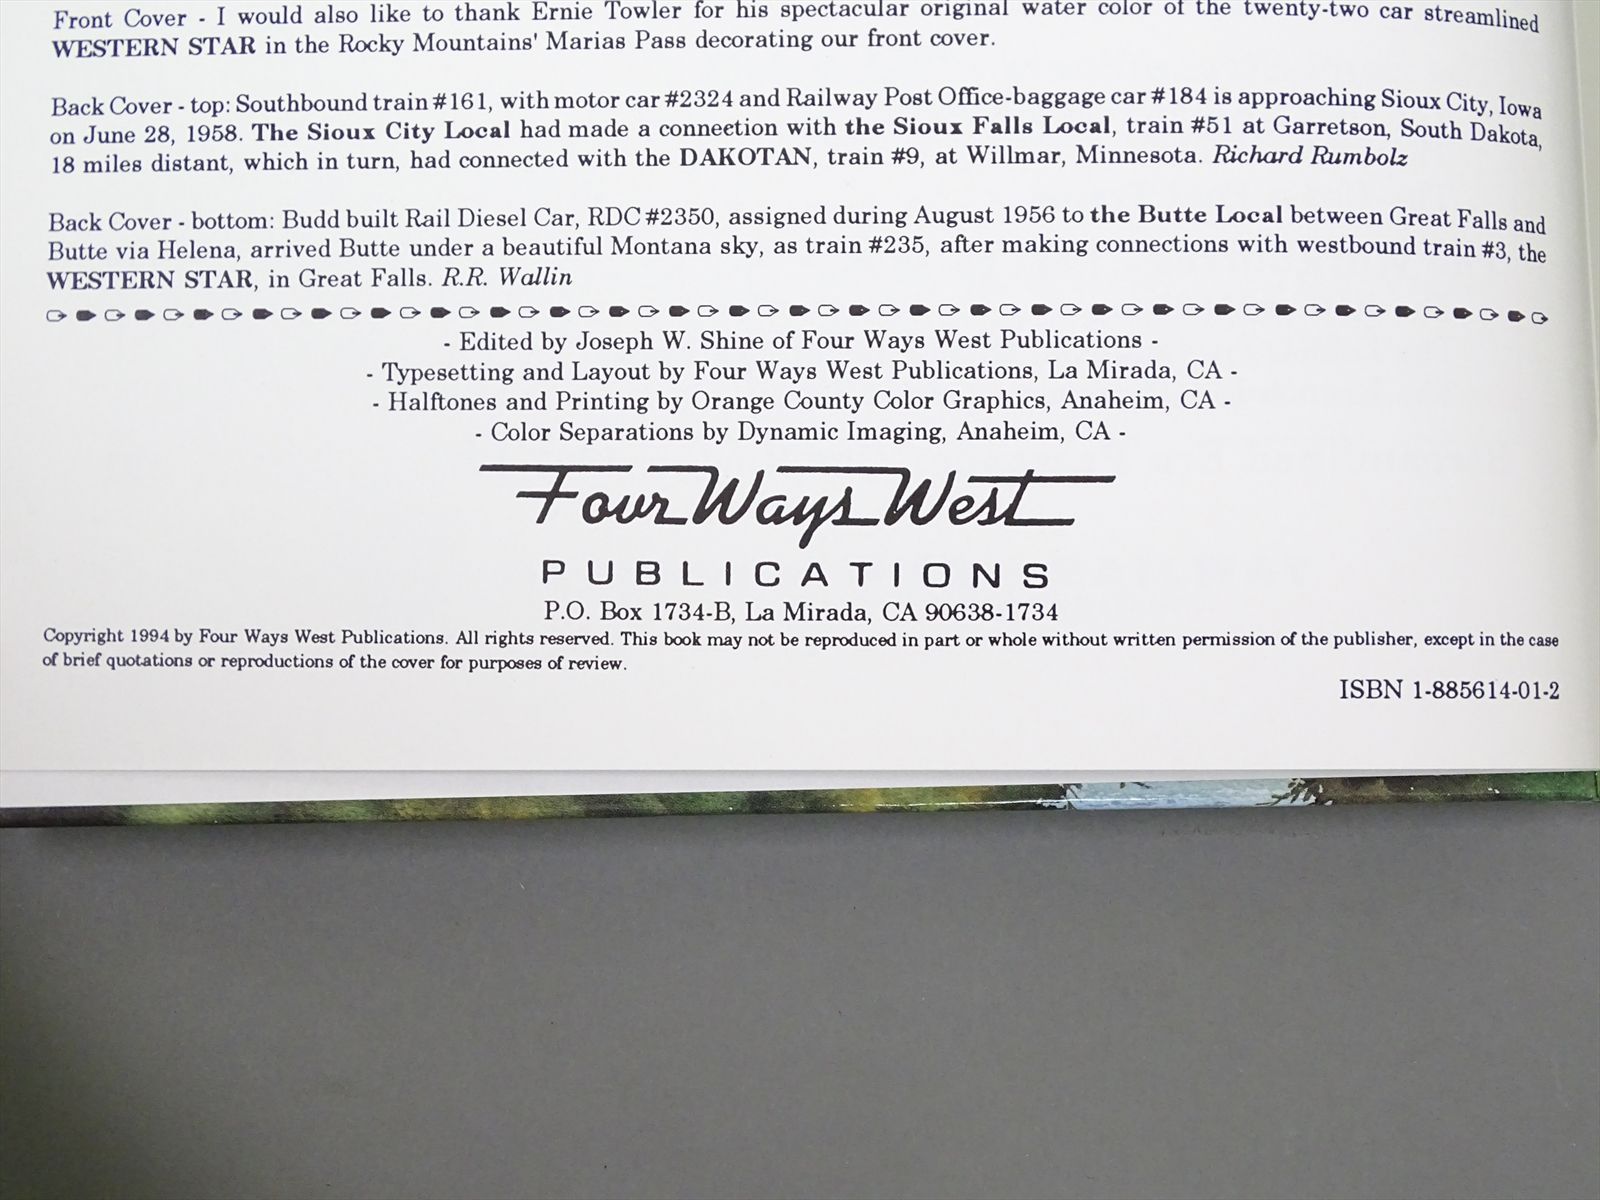 Front Cover - I would also like to thank Ernie Towler for his spectacular original water color of the twenty-two car streamlined
WESTERN STAR in the Rocky Mountains' Marias Pass decorating our front cover.
Back Cover - top: Southbound train #161, with motor car #2324 and Railway Post Office-baggage car #184 is approaching Sioux City, Iowa
on June 28, 1958. The Sioux City Local had made a conneetion with the Sioux Falls Local, train #51 at Garretson, South Dakota,
18 miles distant, which in turn, had connected with the DAKOTAN, train #9, at Willmar, Minnesota. Richard Rumbolz
Back Cover - bottom: Budd built Rail Diesel Car, RDC #2350, assigned during August 1956 to the Butte Local between Great Falls and
Butte via Helena, arrived Butte under a beautiful Montana sky, as train #235, after making connections with westbound train #3, the
WESTERN STAR, in Great Falls. R.R. Wallin
- Edited by Joseph W. Shine of Four Ways West Publications -
- Typesetting and Layout by Four Ways West Publications, La Mirada, CA -
- Halftones and Printing by Orange County Color Graphics, Anaheim, CA -
- Color Separations by Dynamic Imaging, Anaheim, CA -
Four Ways West
PUBLICATIONS
P.O. Box 1734-B, La Mirada, CA 90638-1734
Copyright 1994 by Four Ways West Publications. All rights reserved. This book may not be reproduced in part or whole without written permission of the publisher, except in the case
of brief quotations or reproductions of the cover for purposes of review.
ISBN 1-885614-01-2